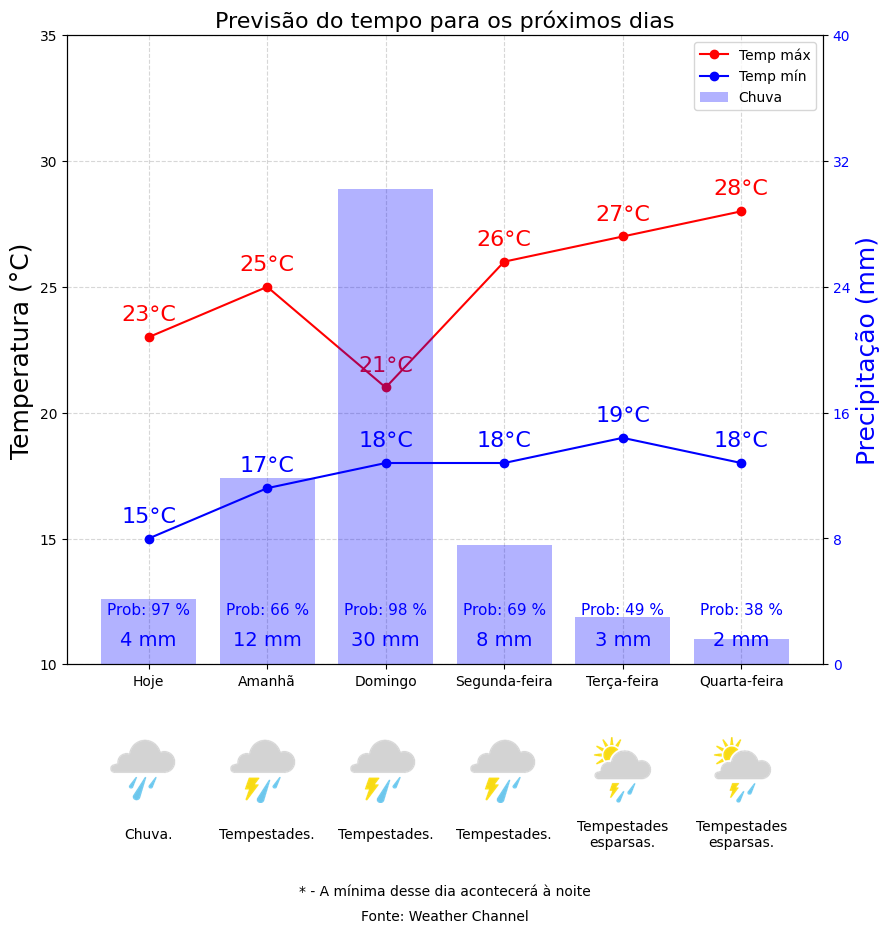 Previsão do tempo para os próximos dias
35
30
25
20
15
10
Temperatura (°C)
40
32
24
16
8
0
Precipitação (mm)
Temp máx
Temp mín
Chuva
23°C
25°C
21°C
26°C
27°C
28°C
15°C
17°C
18°C
18°C
19°C
18°C
Prob: 97 %
Prob: 66 %
Prob: 98 %
Prob: 69 %
Prob: 49 %
Prob: 38 %
4 mm
12 mm
30 mm
8 mm
3 mm
2 mm
Hoje
Amanhã
Domingo
Segunda-feira
Terça-feira
Quarta-feira
Chuva.
Tempestades.
Tempestades.
Tempestades.
Tempestades
esparsas.
Tempestades
esparsas.
* - A mínima desse dia acontecerá à noite
Fonte: Weather Channel